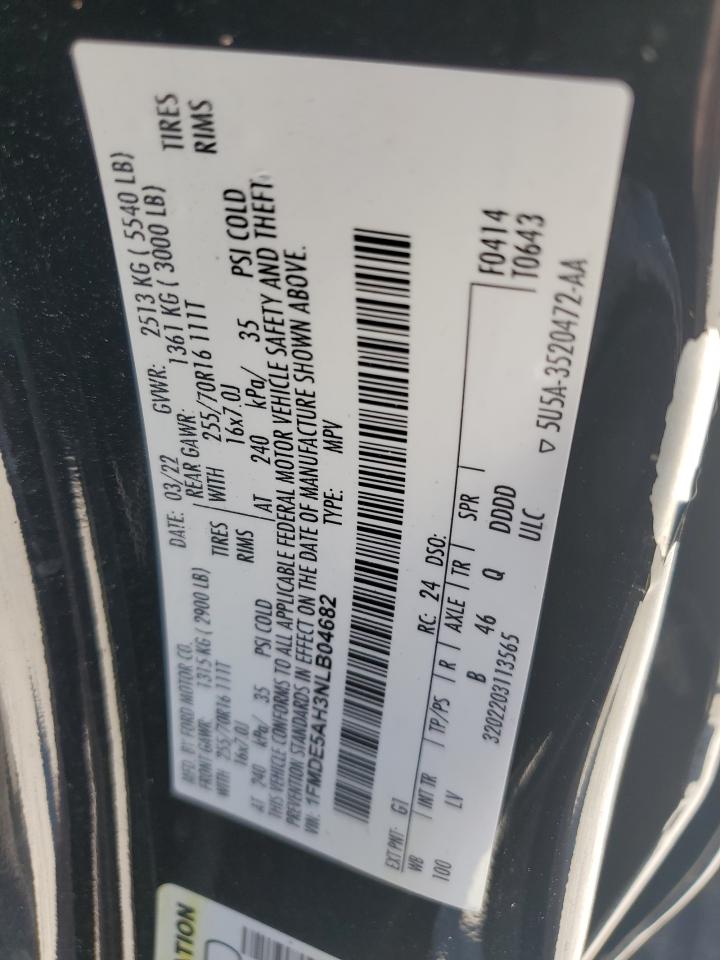 MFD. BY FORD MOTOR CO.
DATE: 03/22 GVWR: 2513 KG ( 5540 LB)
FRONT GAWR: 1315 KG ( 2900 LB) REAR GAWR: 1361 KG ( 3000 LB)
WITH 255/70R16 111T TIRES WITH 255/70R16 111T TIRES
16x7.0J RIMS 16x7.0J RIMS
AT 240 kPa/ 35 PSI COLD AT 240 kPa/ 35 PSI COLD
THIS VEHICLE CONFORMS TO ALL APPLICABLE FEDERAL MOTOR VEHICLE SAFETY AND THEFT
PREVENTION STANDARDS IN EFFECT ON THE DATE OF MANUFACTURE SHOWN ABOVE.
VIN: 1FMDE5AH3NLB04682 TYPE: MPV
EXT PNT: G1 RC: 24 DSO: F0414
WB INT TR TP/PS R AXLE TR SPR T0643
100 LV B 46 Q DDDD
3202203113565 ULC ▽ 5U5A-3520472-AA
ATION